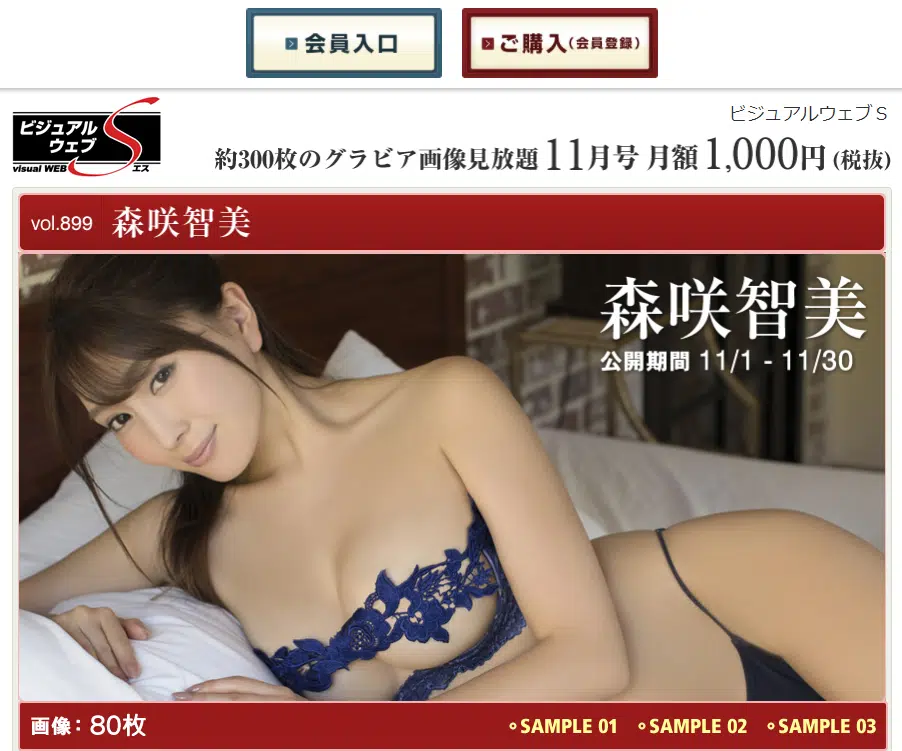 会員入口
ご購入(会員登録)
ビジュアル
ウェブ
S
visual WEB
エス
ビジュアルウェブS
約300枚のグラビア画像見放題 11月号 月額 1,000円 (税抜)
vol.899 森咲智美
森咲智美
公開期間 11/1 - 11/30
画像：80枚
SAMPLE 01 SAMPLE 02 SAMPLE 03